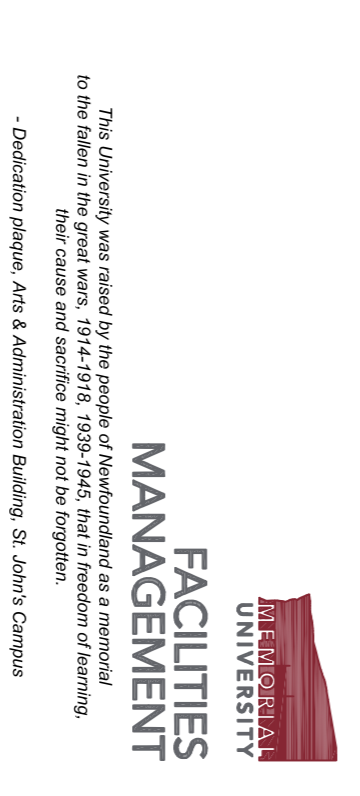 MEMORIAL
UNIVERSITY
FACILITIES
MANAGEMENT
This University was raised by the people of Newfoundland as a memorial
to the fallen in the great wars, 1914-1918, 1939-1945, that in freedom of learning,
their cause and sacrifice might not be forgotten.
- Dedication plaque, Arts & Administration Building, St. John's Campus